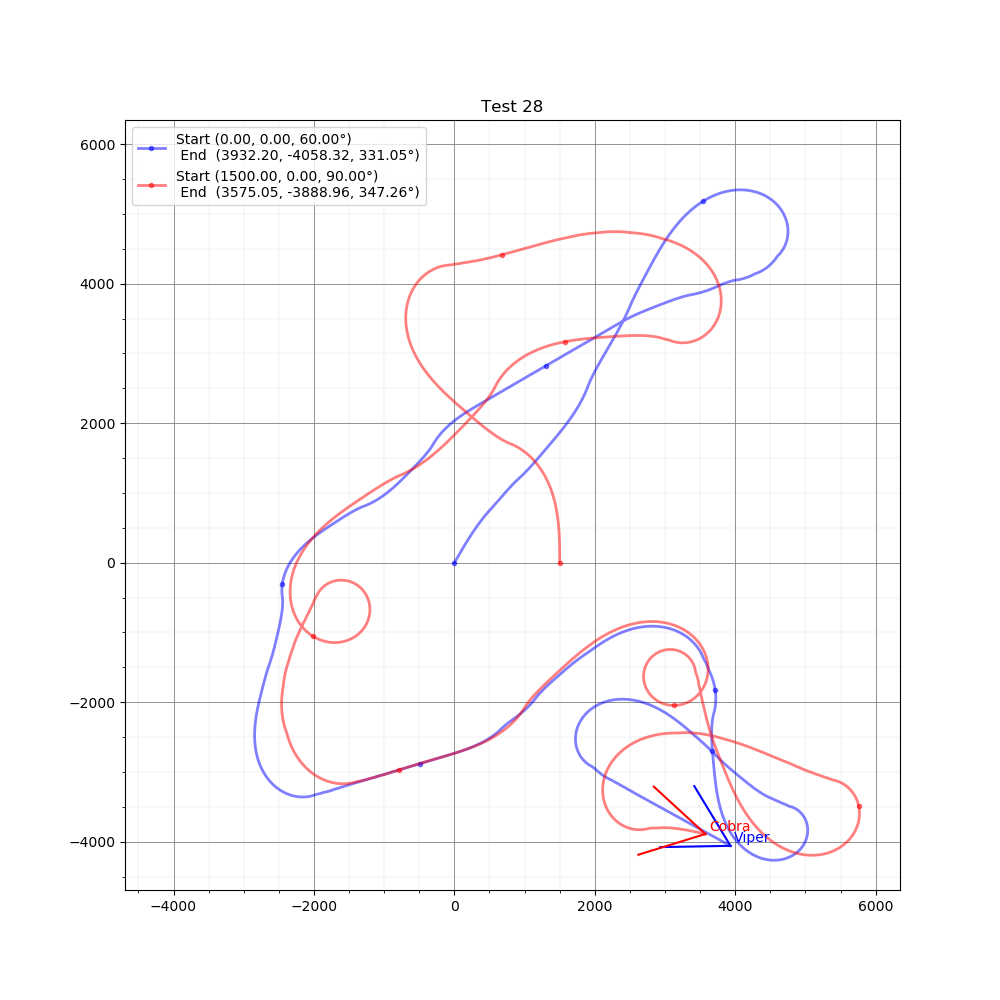 Test 28
Start (0.00, 0.00, 60.00°)
End  (3932.20, -4058.32, 331.05°)
Start (1500.00, 0.00, 90.00°)
End  (3575.05, -3888.96, 347.26°)
6000
4000
2000
0
−2000
−4000
Cobra
Viper
−4000 −2000 0 2000 4000 6000